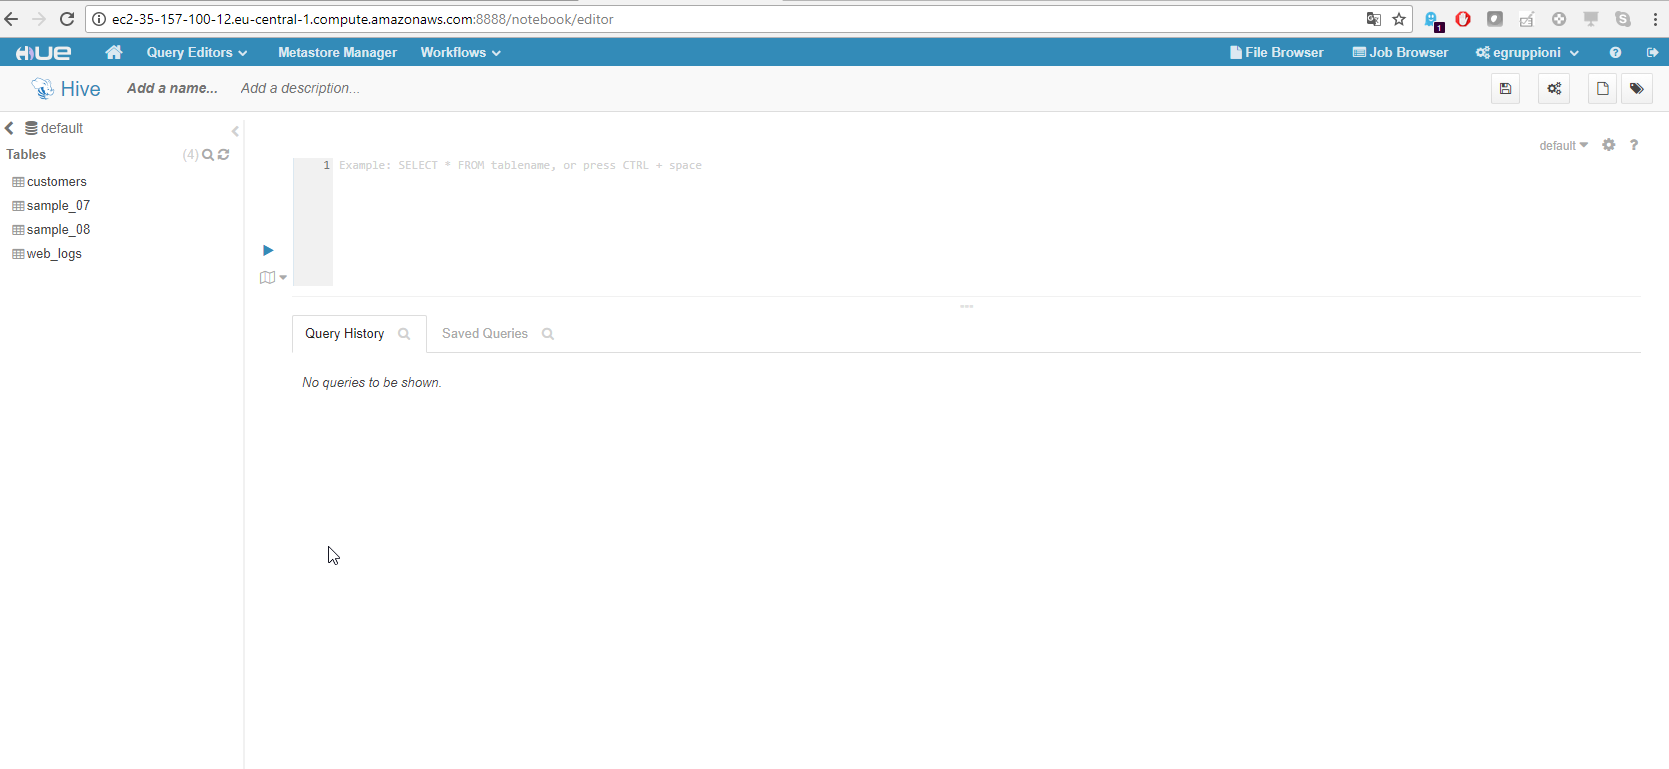 ec2-35-157-100-12.eu-central-1.compute.amazonaws.com:8888/notebook/editor
1
HUE Query Editors Metastore Manager Workflows File Browser Job Browser egruppioni ?
Hive Add a name... Add a description...
default
Tables (4)
default ?
customers
sample_07
sample_08
web_logs
1 Example: SELECT * FROM tablename, or press CTRL + space
Query History Saved Queries
No queries to be shown.